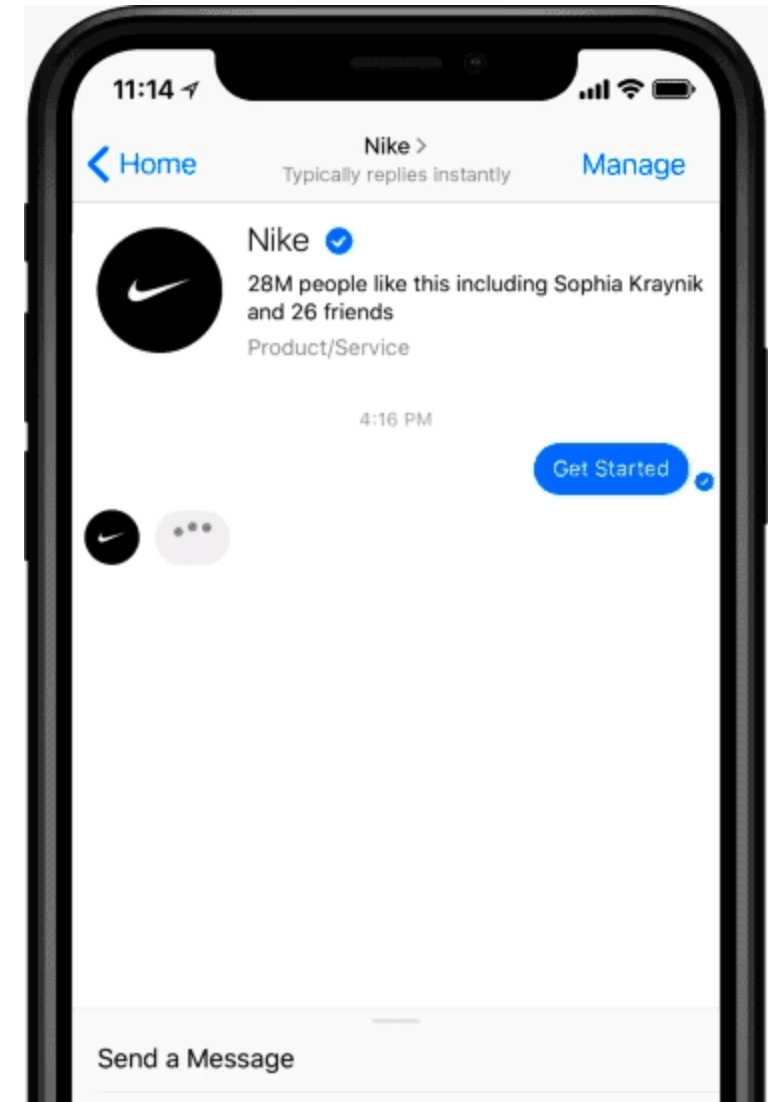 11:14
Home
Nike >
Manage
Typically replies instantly
Nike
28M people like this including Sophia Kraynik
and 26 friends
Product/Service
4:16 PM
Get Started
Send a Message